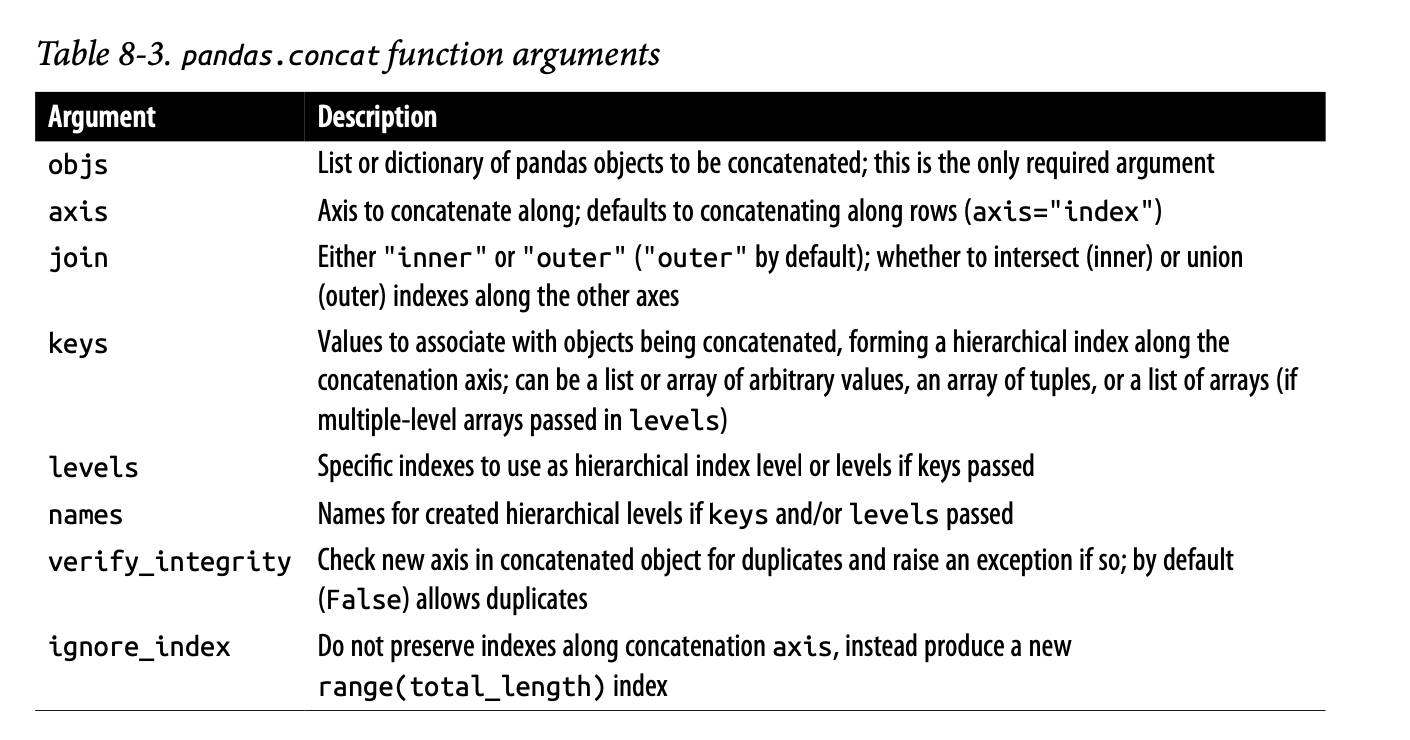 Table 8-3. pandas.concat function arguments
Argument Description
objs List or dictionary of pandas objects to be concatenated; this is the only required argument
axis Axis to concatenate along; defaults to concatenating along rows (axis="index")
join Either "inner" or "outer" ("outer" by default); whether to intersect (inner) or union
(outer) indexes along the other axes
keys Values to associate with objects being concatenated, forming a hierarchical index along the
concatenation axis; can be a list or array of arbitrary values, an array of tuples, or a list of arrays (if
multiple-level arrays passed in levels)
levels Specific indexes to use as hierarchical index level or levels if keys passed
names Names for created hierarchical levels if keys and/or levels passed
verify_integrity Check new axis in concatenated object for duplicates and raise an exception if so; by default
(False) allows duplicates
ignore_index Do not preserve indexes along concatenation axis, instead produce a new
range(total_length) index